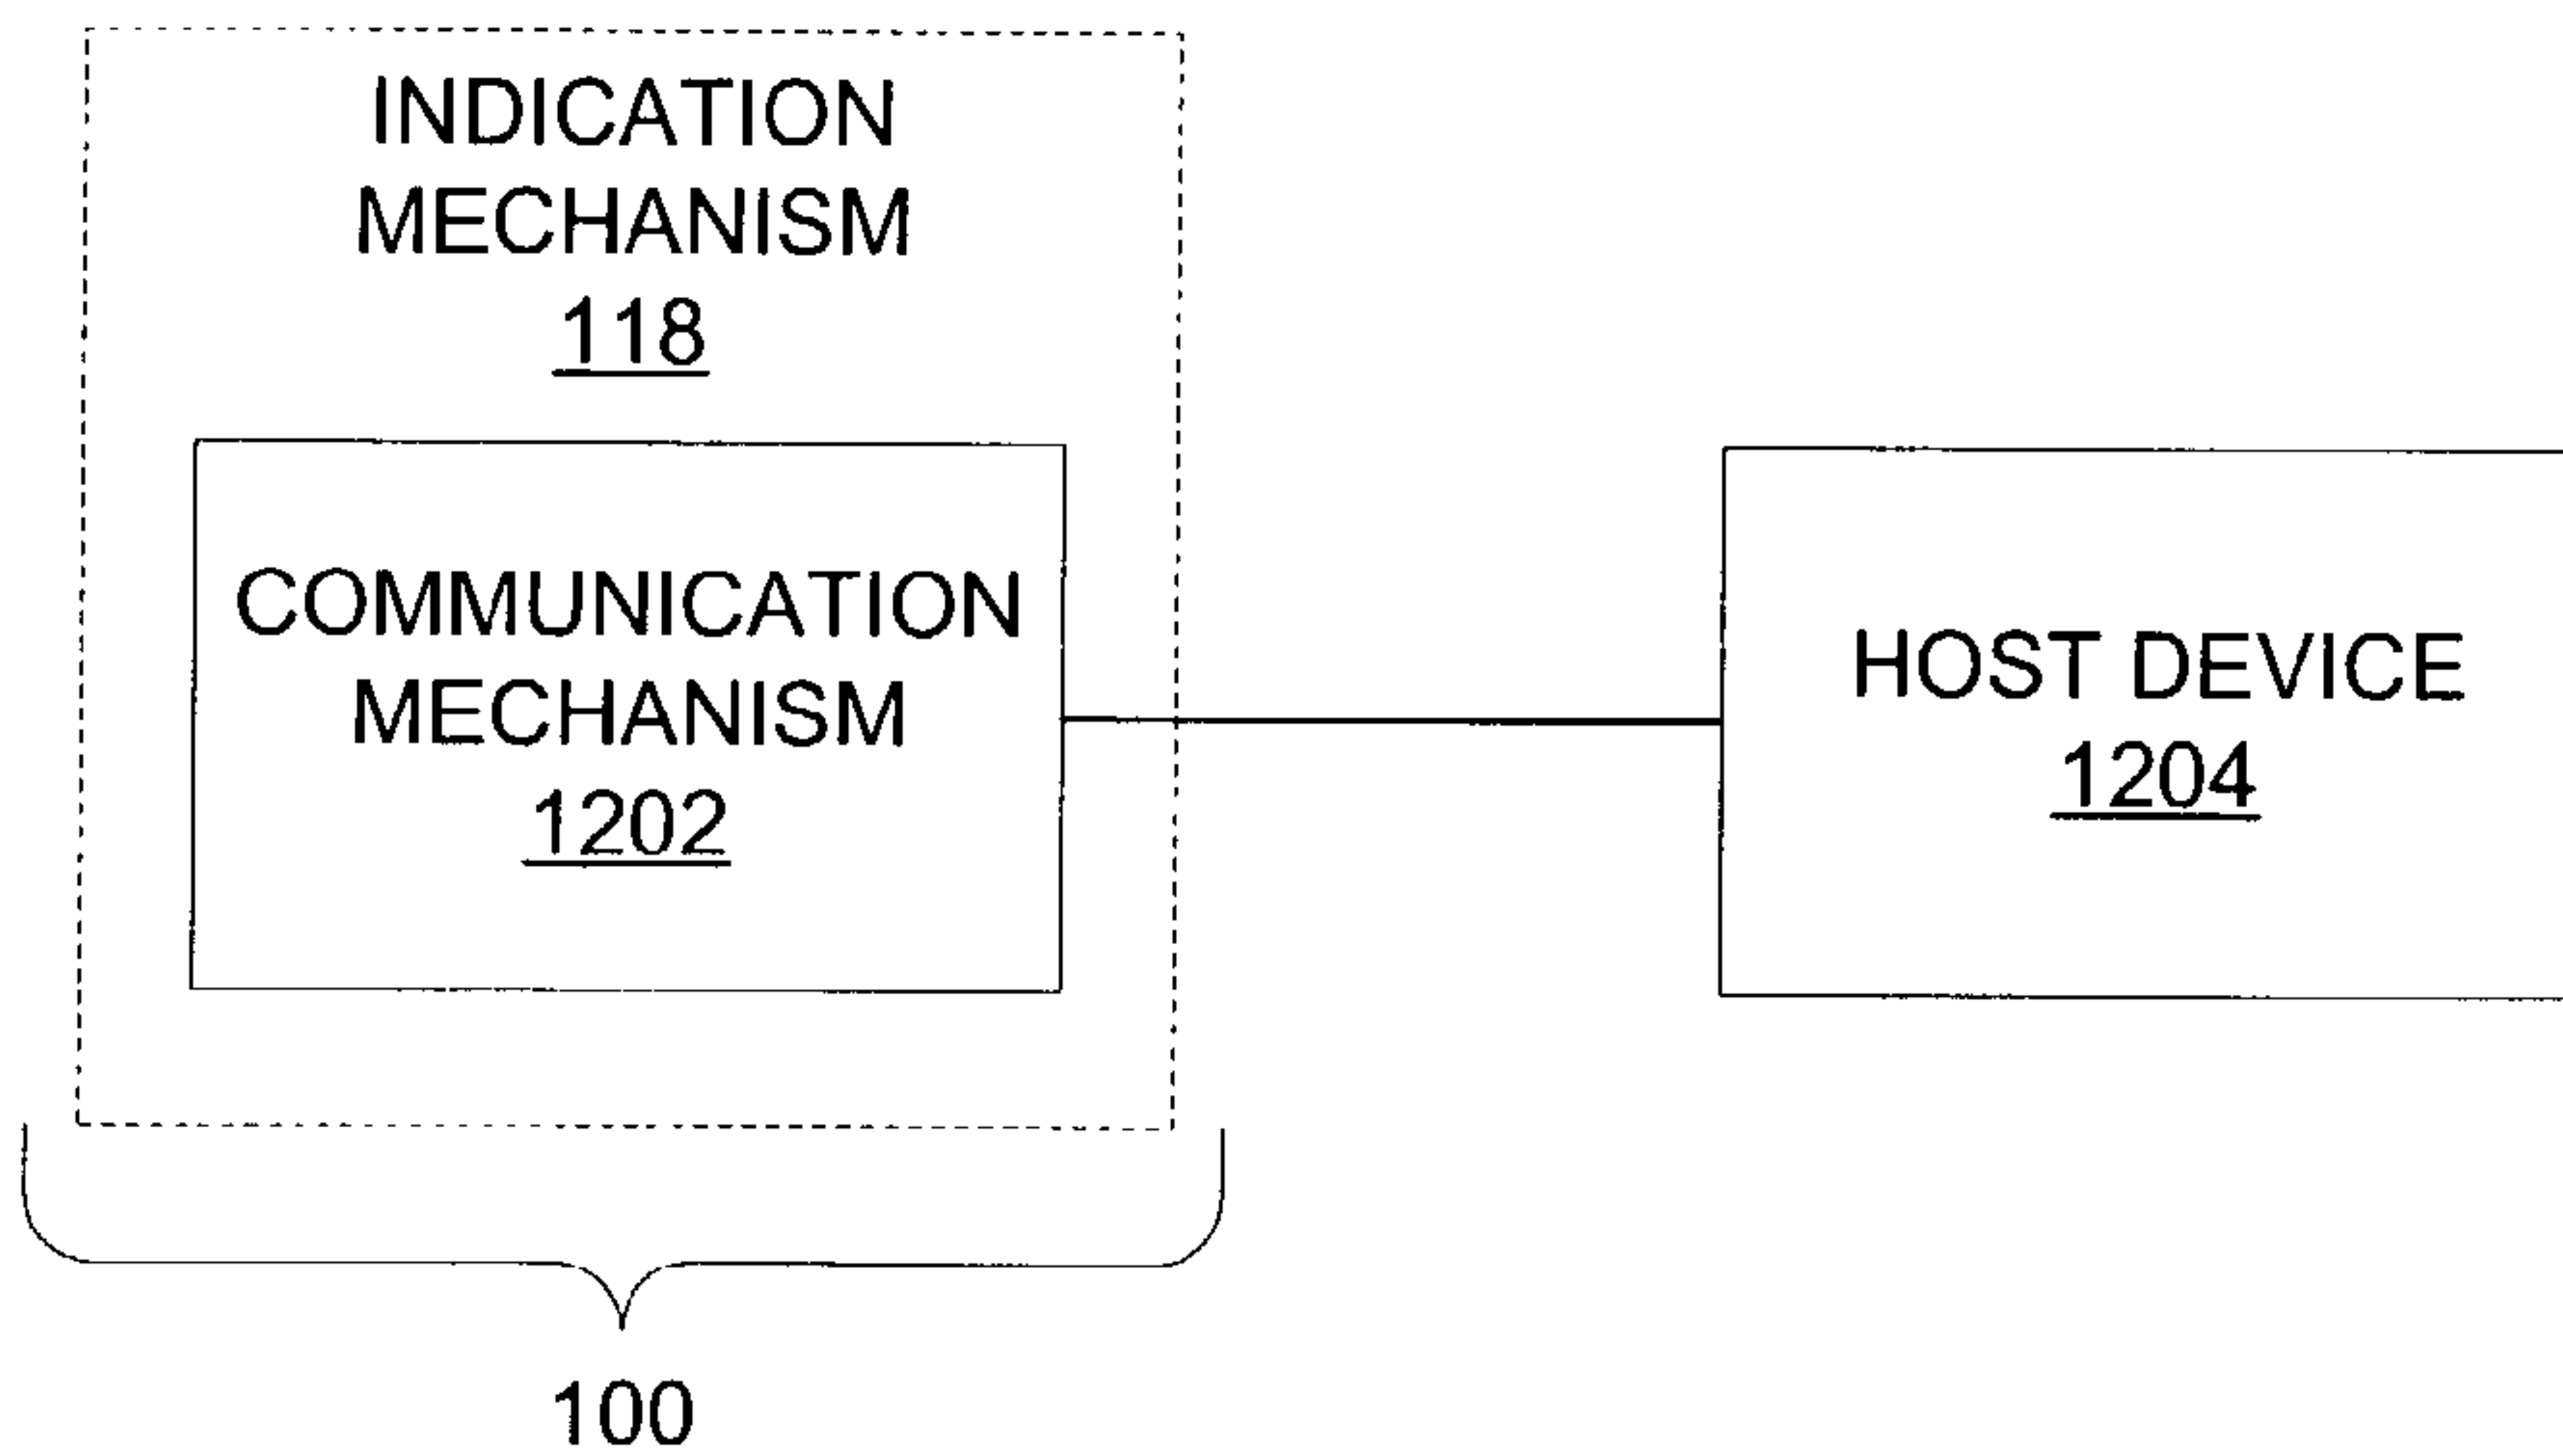 INDICATION
MECHANISM
118
COMMUNICATION
MECHANISM
1202
HOST DEVICE
1204
100